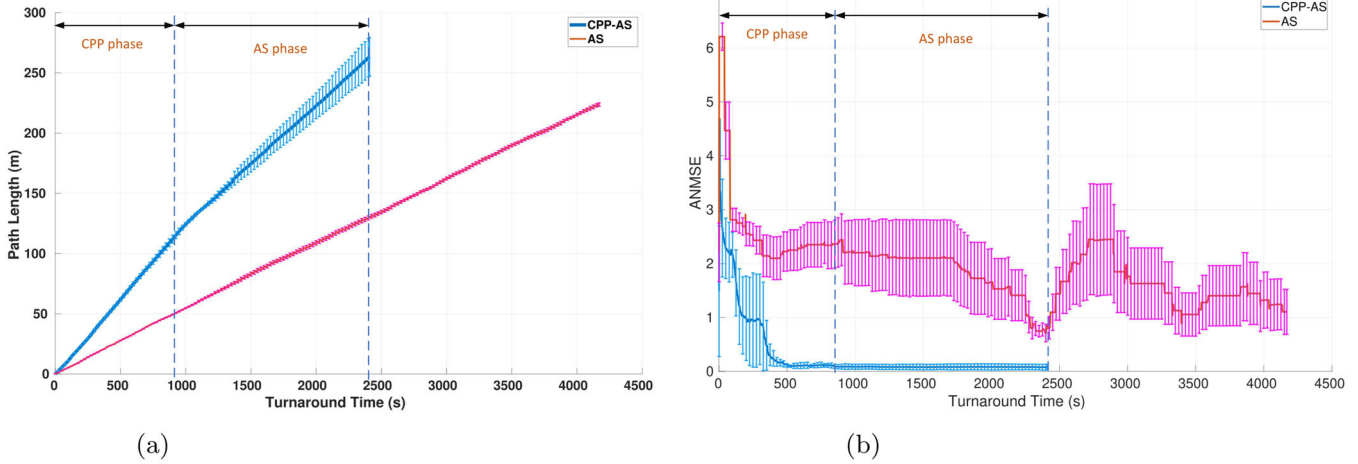 CPP phase
AS phase
CPP-AS
AS
300
250
200
150
100
50
0
Path Length (m)
0 500 1000 1500 2000 2500 3000 3500 4000 4500
Turnaround Time (s)
(a)
CPP phase
AS phase
CPP-AS
AS
6
5
4
3
2
1
0
ANMSE
0 500 1000 1500 2000 2500 3000 3500 4000 4500
Turnaround Time (s)
(b)